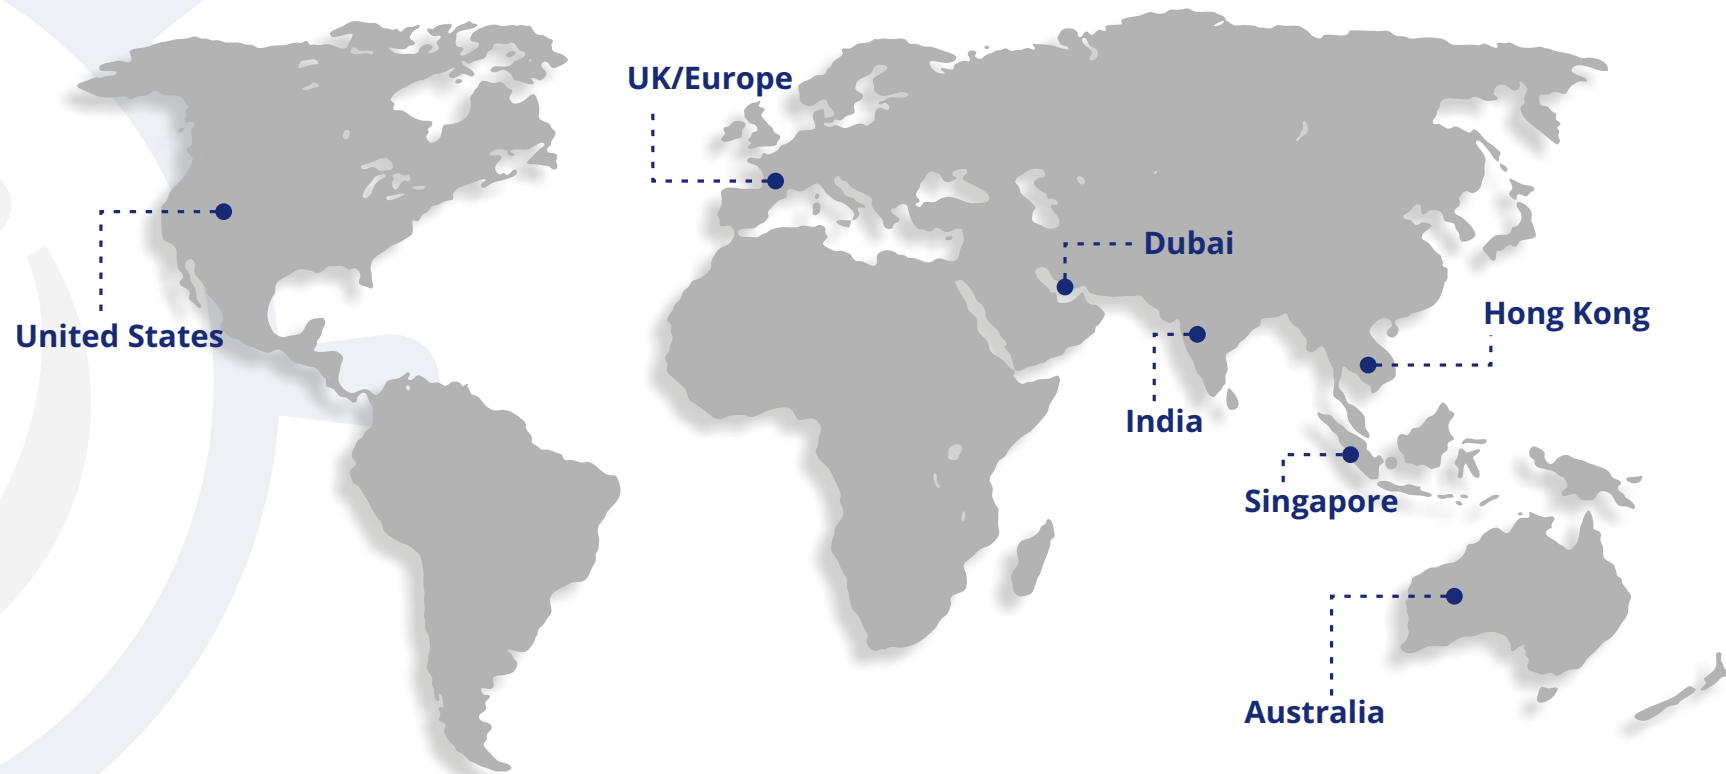 UK/Europe
Dubai
Hong Kong
United States
India
Singapore
Australia